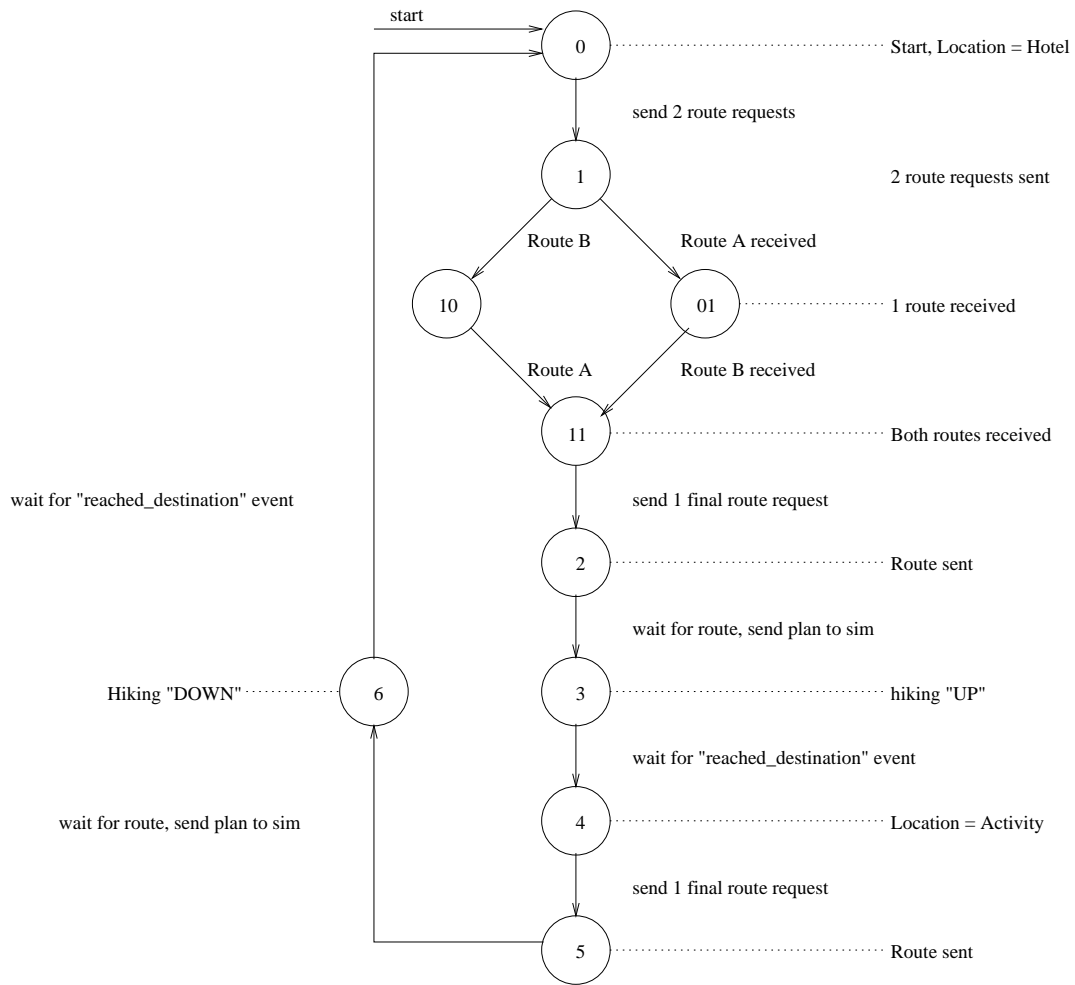 start
0
Start, Location = Hotel
send 2 route requests
1
2 route requests sent
Route B
Route A received
10
01
1 route received
Route A
Route B received
11
Both routes received
wait for "reached_destination" event
send 1 final route request
2
Route sent
wait for route, send plan to sim
Hiking "DOWN"
6
3
hiking "UP"
wait for "reached_destination" event
wait for route, send plan to sim
4
Location = Activity
send 1 final route request
5
Route sent